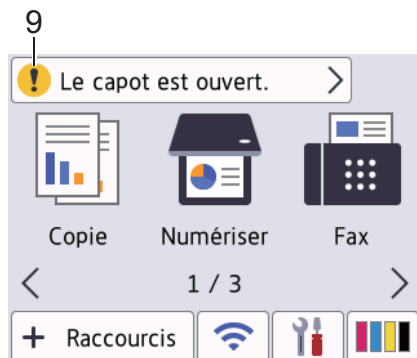 9
Le capot est ouvert.
Copie Numériser Fax
1 / 3
+ Raccourcis